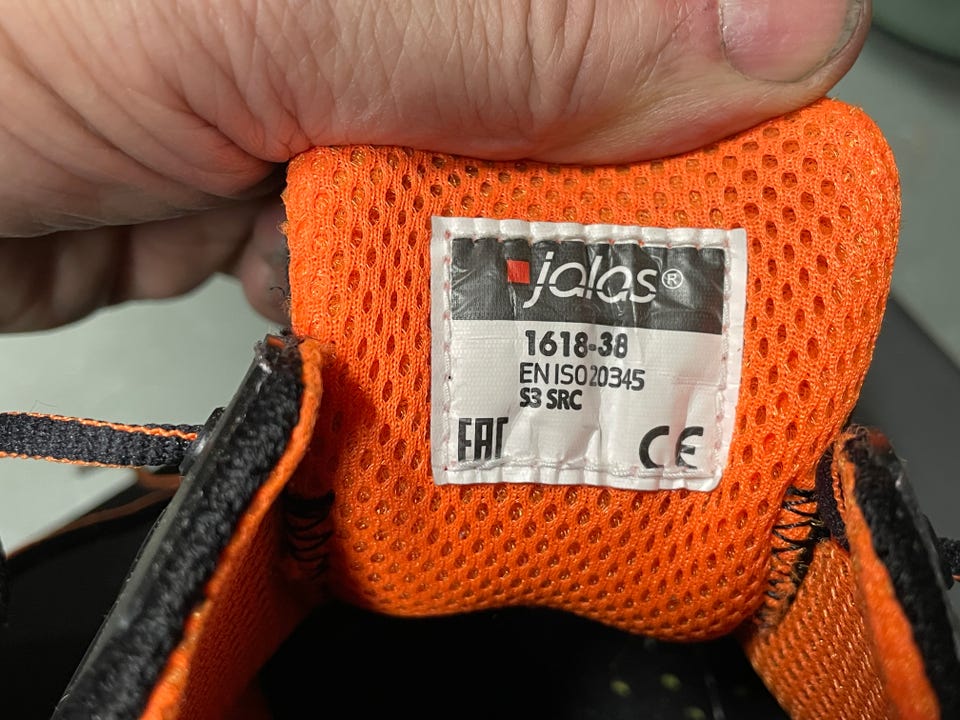 jalas®
1618-38
EN ISO 20345
S3 SRC
EAC CE